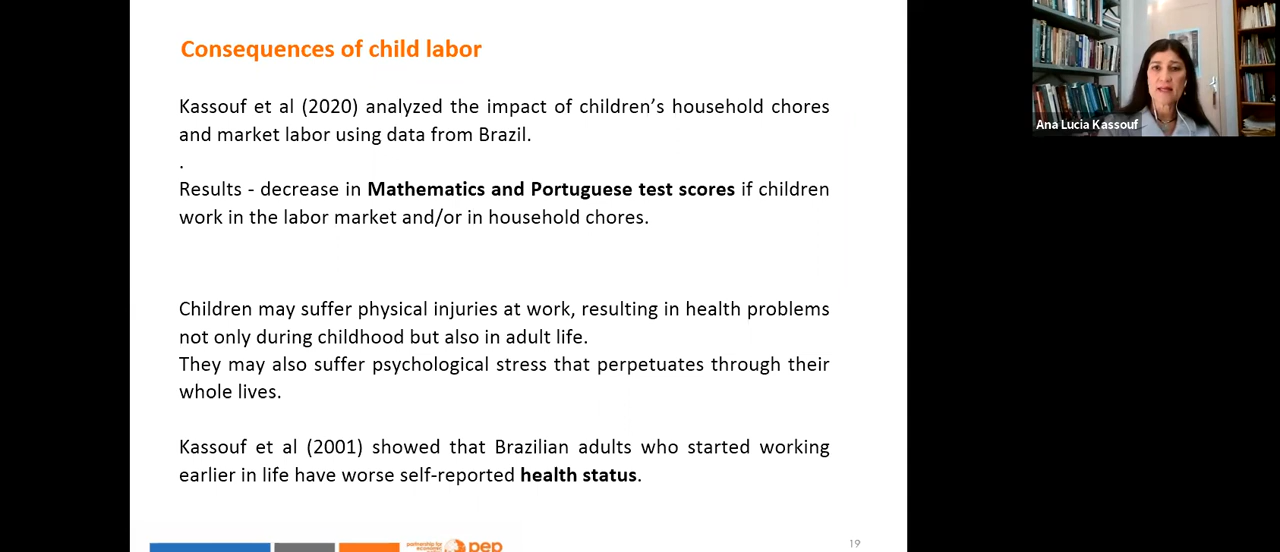 Consequences of child labor
Kassouf et al (2020) analyzed the impact of children's household chores
and market labor using data from Brazil.
.
Results - decrease in Mathematics and Portuguese test scores if children
work in the labor market and/or in household chores.
Children may suffer physical injuries at work, resulting in health problems
not only during childhood but also in adult life.
They may also suffer psychological stress that perpetuates through their
whole lives.
Kassouf et al (2001) showed that Brazilian adults who started working
earlier in life have worse self-reported health status.
partnership for
economic
pep
19
Ana Lucia Kassouf